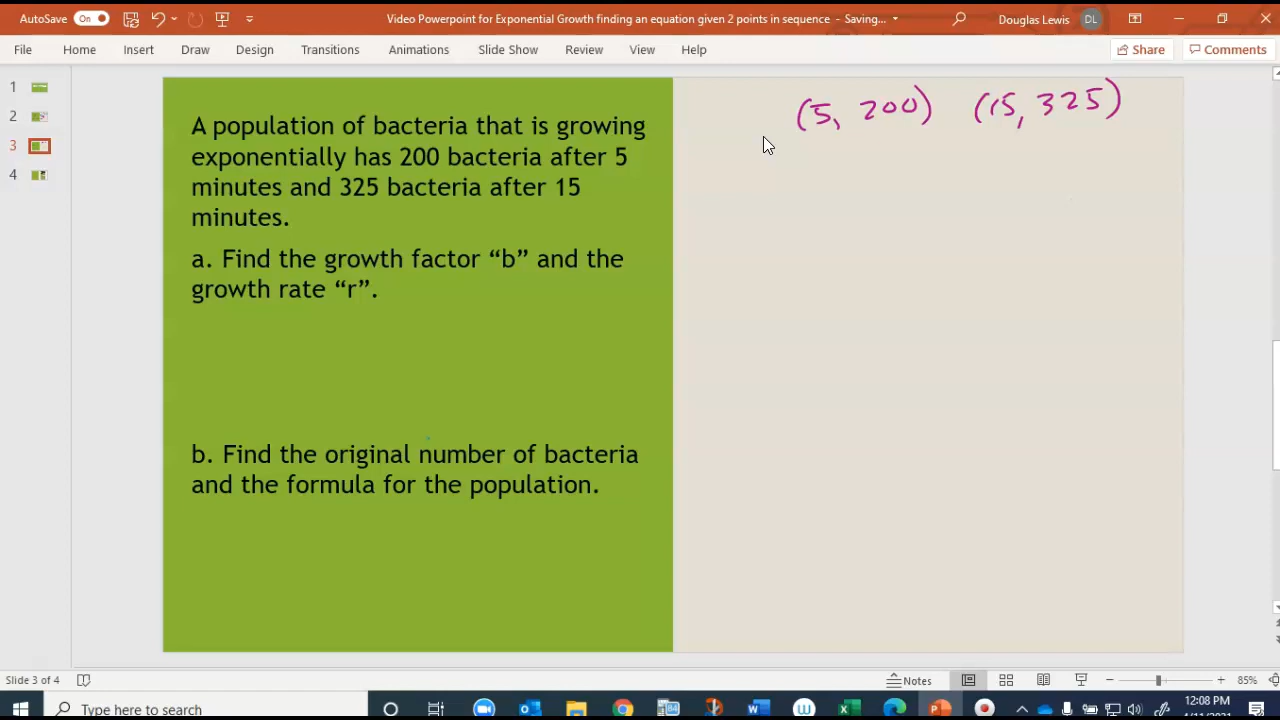 AutoSave On Video Powerpoint for Exponential Growth finding an equation given 2 points in sequence - Saving... Douglas Lewis DL
File Home Insert Draw Design Transitions Animations Slide Show Review View Help Share Comments
1
2
3
4
A population of bacteria that is growing
exponentially has 200 bacteria after 5
minutes and 325 bacteria after 15
minutes.
a. Find the growth factor “b” and the
growth rate “r”.
b. Find the original number of bacteria
and the formula for the population.
(5, 200) (15, 325)
Slide 3 of 4 Notes 85%
Type here to search 12:08 PM